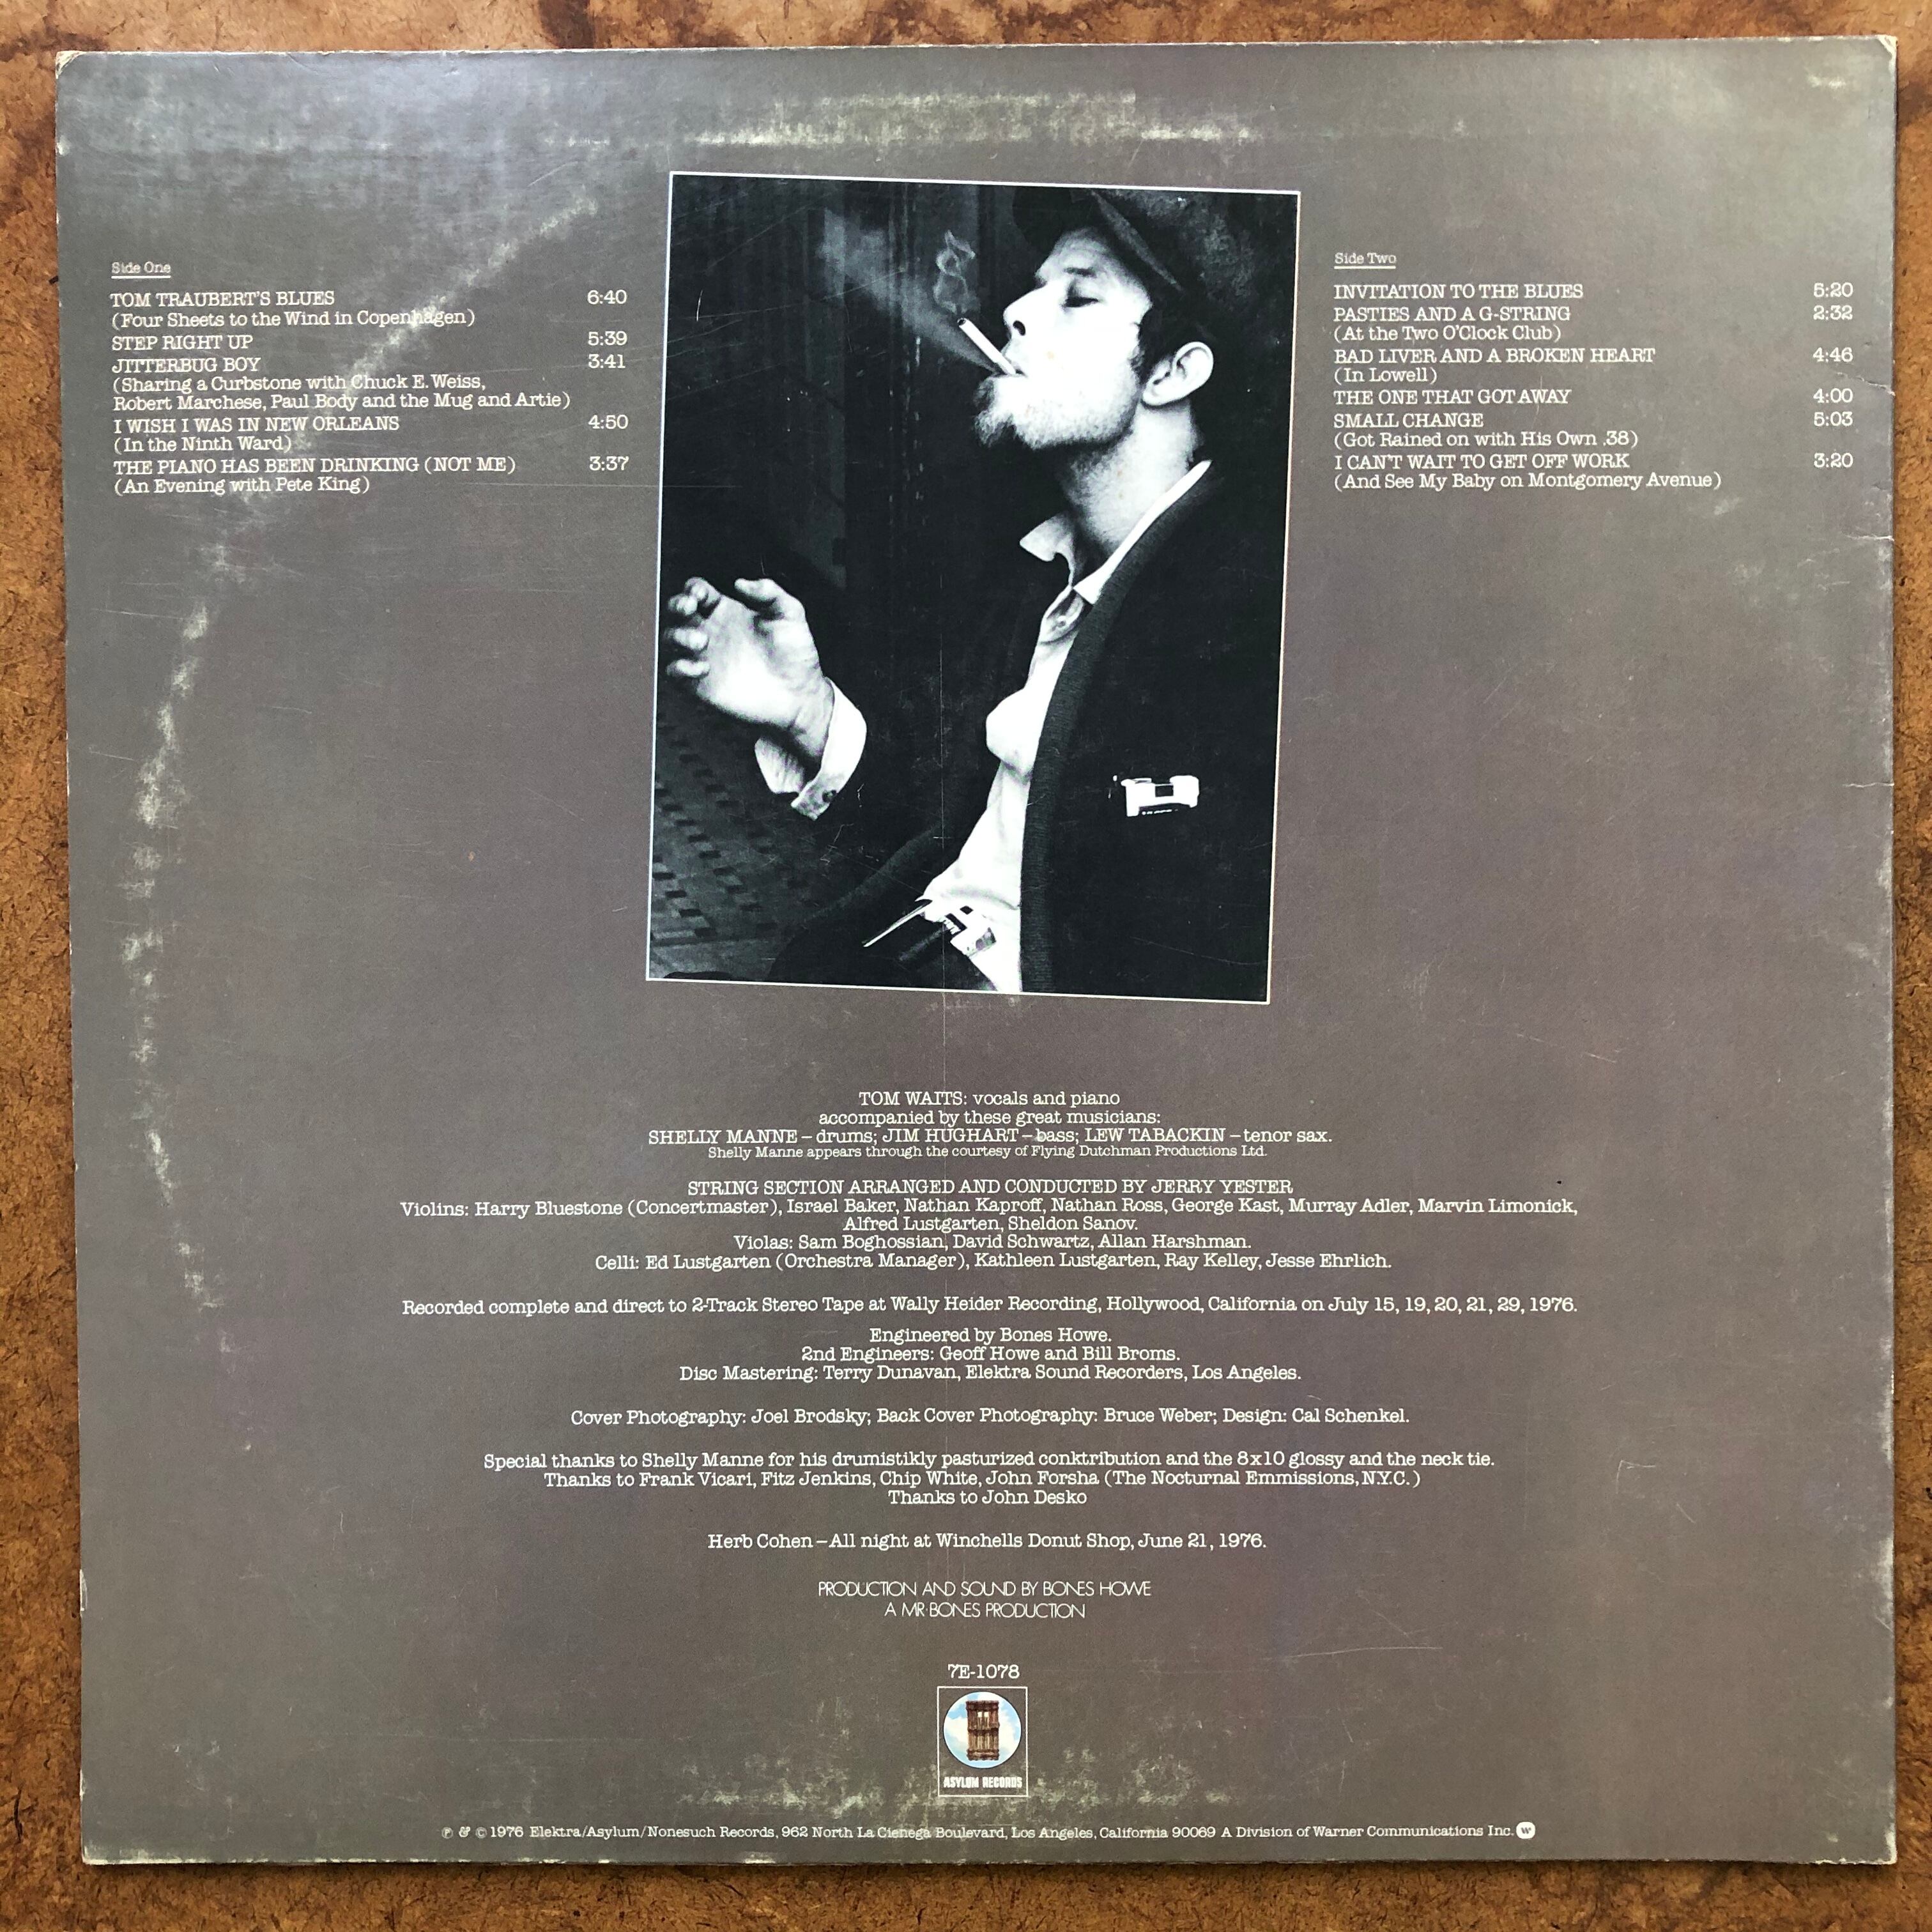 Side One
TOM TRAUBERT'S BLUES 6:40
(Four Sheets to the Wind in Copenhagen)
STEP RIGHT UP 5:39
JITTERBUG BOY 3:41
(Sharing a Curbstone with Chuck E. Weiss,
Robert Marchese, Paul Body and the Mug and Artie)
I WISH I WAS IN NEW ORLEANS 4:50
(In the Ninth Ward)
THE PIANO HAS BEEN DRINKING (NOT ME) 3:37
(An Evening with Pete King)
Side Two
INVITATION TO THE BLUES 5:20
PASTIES AND A G-STRING 2:32
(At the Two O'Clock Club)
BAD LIVER AND A BROKEN HEART 4:46
(In Lowell)
THE ONE THAT GOT AWAY 4:00
SMALL CHANGE 5:03
(Got Rained on with His Own .38)
I CAN'T WAIT TO GET OFF WORK 3:20
(And See My Baby on Montgomery Avenue)
TOM WAITS: vocals and piano
accompanied by these great musicians:
SHELLY MANNE – drums; JIM HUGHART – bass; LEW TABACKIN – tenor sax.
Shelly Manne appears through the courtesy of Flying Dutchman Productions Ltd.
STRING SECTION ARRANGED AND CONDUCTED BY JERRY YESTER
Violins: Harry Bluestone (Concertmaster), Israel Baker, Nathan Kaproff, Nathan Ross, George Kast, Murray Adler, Marvin Limonick,
Alfred Lustgarten, Sheldon Sanov.
Violas: Sam Boghossian, David Schwartz, Allan Harshman.
Celli: Ed Lustgarten (Orchestra Manager), Kathleen Lustgarten, Ray Kelley, Jesse Ehrlich.
Recorded complete and direct to 2-Track Stereo Tape at Wally Heider Recording, Hollywood, California on July 15, 19, 20, 21, 29, 1976.
Engineered by Bones Howe.
2nd Engineers: Geoff Howe and Bill Broms.
Disc Mastering: Terry Dunavan, Elektra Sound Recorders, Los Angeles.
Cover Photography: Joel Brodsky; Back Cover Photography: Bruce Weber; Design: Cal Schenkel.
Special thanks to Shelly Manne for his drumistikly pasturized conktribution and the 8x10 glossy and the neck tie.
Thanks to Frank Vicari, Fitz Jenkins, Chip White, John Forsha (The Nocturnal Emmissions, N.Y.C.)
Thanks to John Desko
Herb Cohen – All night at Winchells Donut Shop, June 21, 1976.
PRODUCTION AND SOUND BY BONES HOWE
A MR. BONES PRODUCTION
7E-1078
ASYLUM RECORDS
℗ & © 1976 Elektra/Asylum/Nonesuch Records, 962 North La Cienega Boulevard, Los Angeles, California 90069 A Division of Warner Communications Inc.